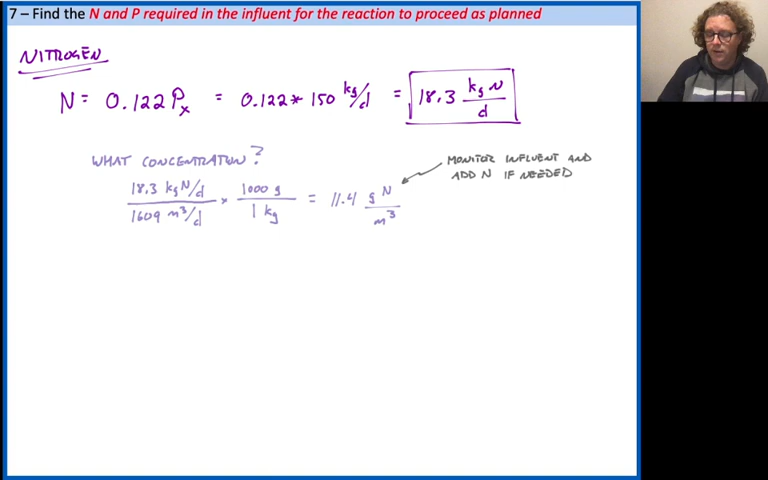 7 – Find the N and P required in the influent for the reaction to proceed as planned
NITROGEN
N = 0.122 Px = 0.122 * 150 kg/d = 18.3 kg N/d
WHAT CONCENTRATION?
MONITOR INFLUENT AND
ADD N IF NEEDED
18.3 kg N/d / 1609 m³/d * 1000 g / 1 kg = 11.4 g N / m³